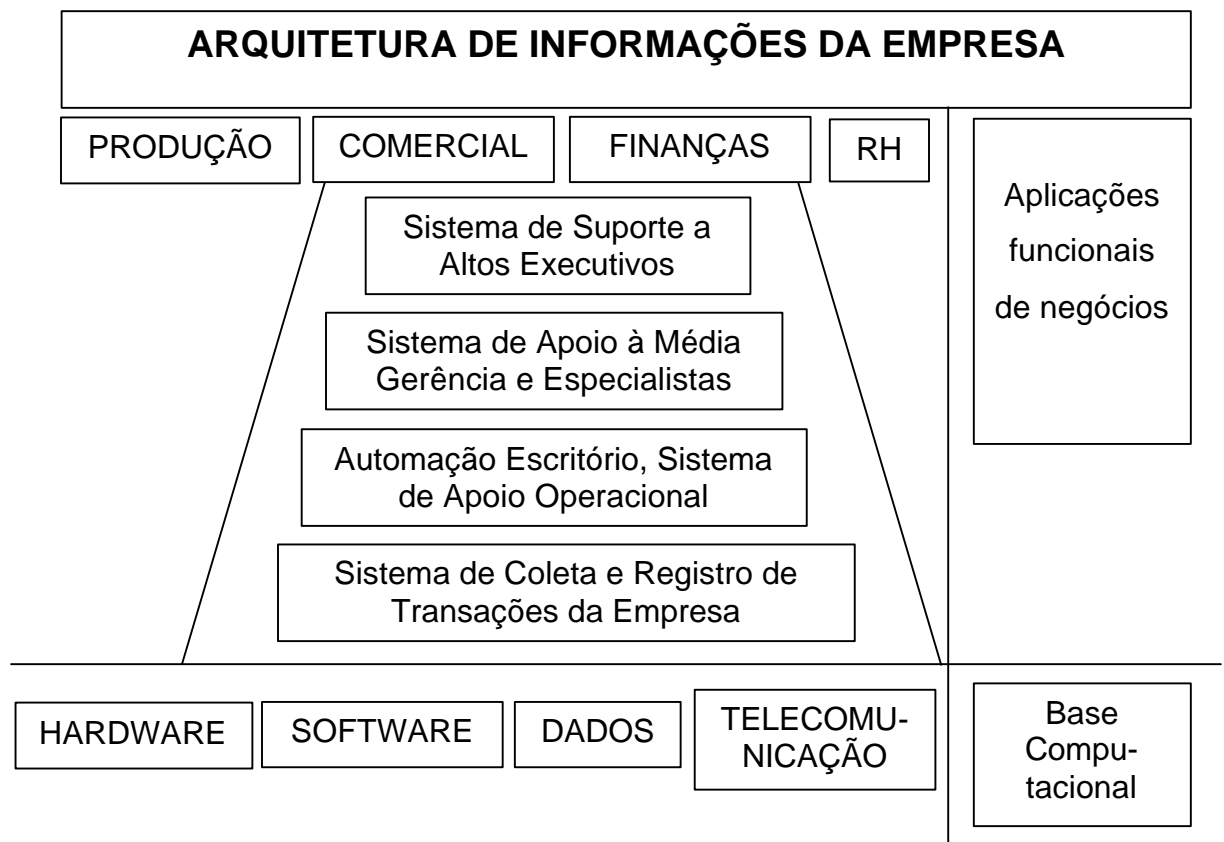 ARQUITETURA DE INFORMAÇÕES DA EMPRESA
PRODUÇÃO
COMERCIAL
FINANÇAS
RH
Sistema de Suporte a
Altos Executivos
Sistema de Apoio à Média
Gerência e Especialistas
Automação Escritório, Sistema
de Apoio Operacional
Sistema de Coleta e Registro de
Transações da Empresa
Aplicações
funcionais
de negócios
HARDWARE
SOFTWARE
DADOS
TELECOMU-
NICAÇÃO
Base
Compu-
tacional